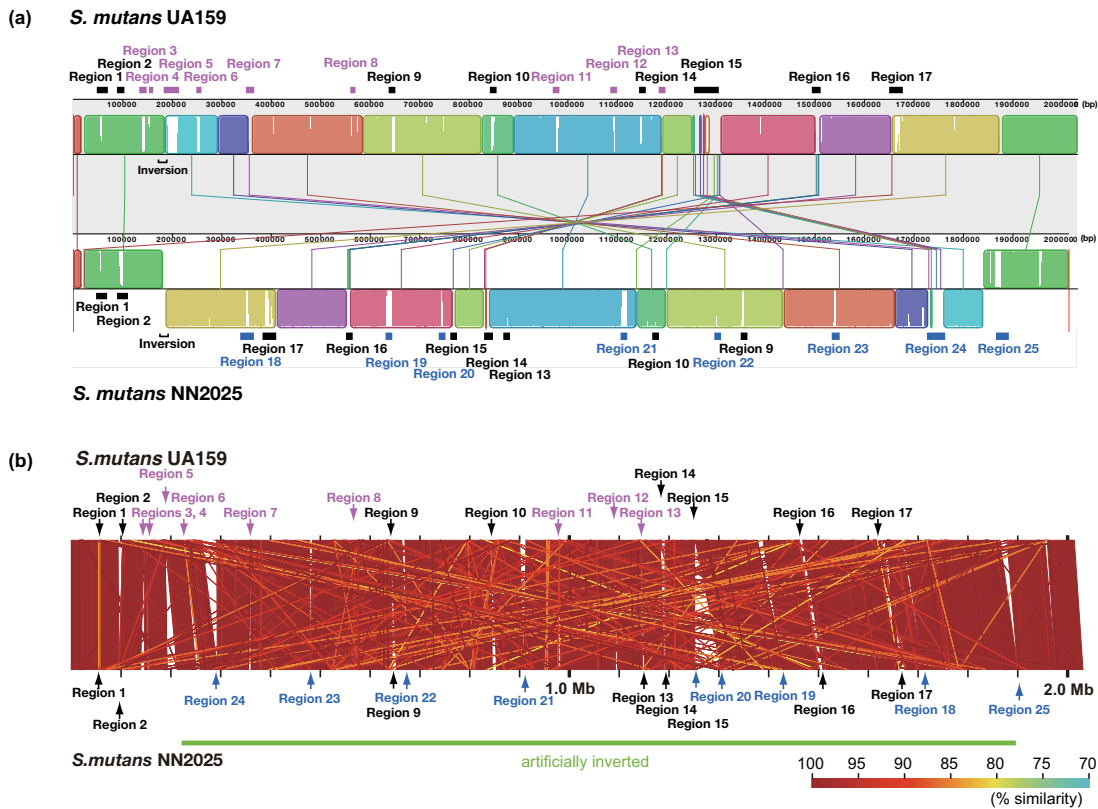 (a)
S. mutans UA159
Region 3
Region 13
Region 2
Region 5
Region 7
Region 8
Region 12
Region 15
Region 1
Region 4
Region 6
Region 9
Region 10
Region 11
Region 14
Region 16
Region 17
100000 200000 300000 400000 500000 600000 700000 800000 900000 1000000 1100000 1200000 1300000 1400000 1500000 1600000 1700000 1800000 1900000 2000000 (bp)
Inversion
100000 200000 300000 400000 500000 600000 700000 800000 900000 1000000 1100000 1200000 1300000 1400000 1500000 1600000 1700000 1800000 1900000 2000000 (bp)
Region 1
Region 2
Inversion
Region 17
Region 16
Region 15
Region 21
Region 9
Region 23
Region 24
Region 25
Region 18
Region 19
Region 14
Region 10
Region 22
Region 20
Region 13
S. mutans NN2025
(b)
S.mutans UA159
Region 5
Region 14
Region 2
Region 6
Region 8
Region 12
Region 15
Region 1
Regions 3, 4
Region 7
Region 9
Region 10
Region 11
Region 13
Region 16
Region 17
Region 1
Region 24
Region 23
Region 22
Region 21
1.0 Mb
Region 13
Region 20
Region 19
Region 17
2.0 Mb
Region 2
Region 9
Region 14
Region 16
Region 18
Region 25
Region 15
S.mutans NN2025
artificially inverted
100 95 90 85 80 75 70
(% similarity)